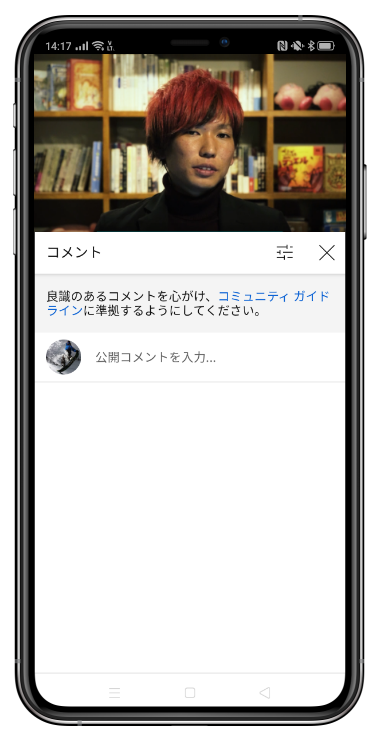 14:17
コメント
良識のあるコメントを心がけ、コミュニティ ガイド
ラインに準拠するようにしてください。
公開コメントを入力...